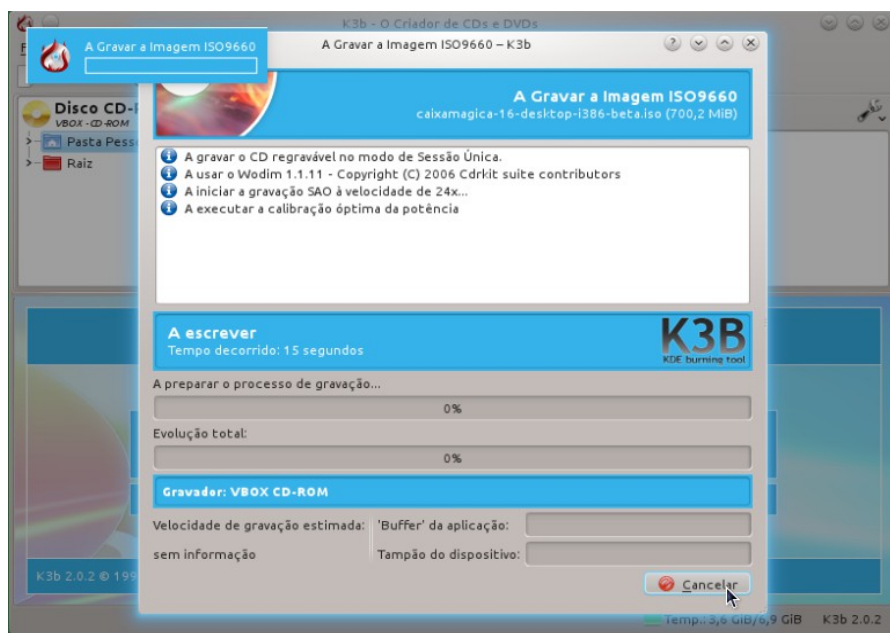 K3b - O Criador de CDs e DVDs
A Gravar a Imagem ISO9660
A Gravar a Imagem ISO9660 – K3b
Disco CD-
VBOX - CD-ROM
Pasta Pess
Raiz
A Gravar a Imagem ISO9660
caixamagica-16-desktop-i386-beta.iso (700,2 MiB)
A gravar o CD regravável no modo de Sessão Única.
A usar o Wodim 1.1.11 - Copyright (C) 2006 Cdrkit suite contributors
A iniciar a gravação SAO à velocidade de 24x...
A executar a calibração óptima da potência
A escrever
Tempo decorrido: 15 segundos
K3B
KDE burning tool
A preparar o processo de gravação...
0%
Evolução total:
0%
Gravador: VBOX CD-ROM
Velocidade de gravação estimada:
'Buffer' da aplicação:
sem informação
Tampão do dispositivo:
Cancelar
K3b 2.0.2 © 199
Temp.: 3,6 GiB/6,9 GiB
K3b 2.0.2